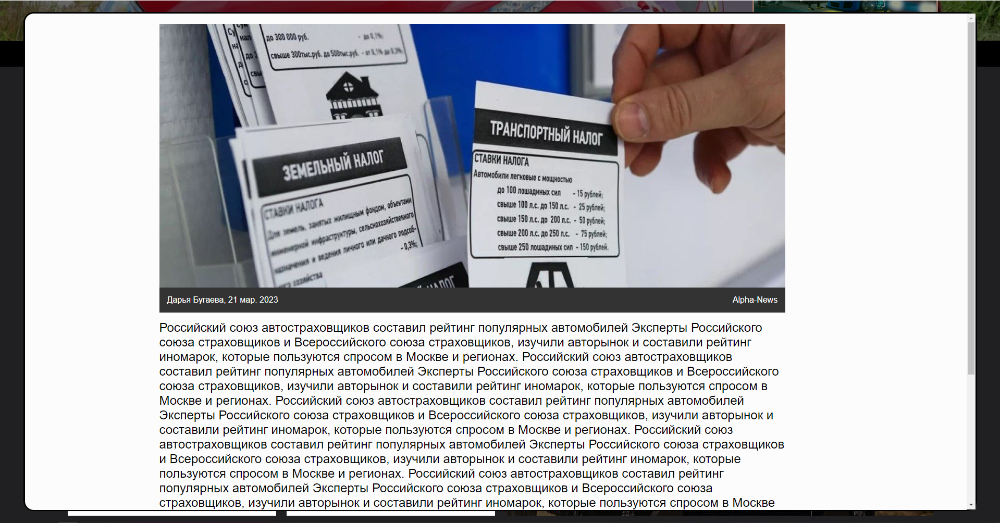 до 300 000 руб. - до 0,1%;
свыше 300тыс.руб. до 500тыс.руб. - от 0,1% до 0,3%;
ЗЕМЕЛЬНЫЙ НАЛОГ
СТАВКИ НАЛОГА
Для земель, занятых жилищным фондом, объектами
инженерной инфраструктуры, сельскохозяйственного
назначения и ведения личного или дачного подсоб-
хозяйства - 0,3%;
НАЛОГ
ТРАНСПОРТНЫЙ НАЛОГ
СТАВКИ НАЛОГА
Автомобили легковые с мощностью
до 100 лошадиных сил - 15 рублей;
свыше 100 л.с. до 150 л.с. - 25 рублей;
свыше 150 л.с. до 200 л.с. - 50 рублей;
свыше 200 л.с. до 250 л.с. - 75 рублей;
свыше 250 лошадиных сил - 150 рублей.
Дарья Бугаева, 21 мар. 2023
Alpha-News
Российский союз автостраховщиков составил рейтинг популярных автомобилей Эксперты Российского
союза страховщиков и Всероссийского союза страховщиков, изучили авторынок и составили рейтинг
иномарок, которые пользуются спросом в Москве и регионах. Российский союз автостраховщиков
составил рейтинг популярных автомобилей Эксперты Российского союза страховщиков и Всероссийского
союза страховщиков, изучили авторынок и составили рейтинг иномарок, которые пользуются спросом в
Москве и регионах. Российский союз автостраховщиков составил рейтинг популярных автомобилей
Эксперты Российского союза страховщиков и Всероссийского союза страховщиков, изучили авторынок и
составили рейтинг иномарок, которые пользуются спросом в Москве и регионах. Российский союз
автостраховщиков составил рейтинг популярных автомобилей Эксперты Российского союза страховщиков
и Всероссийского союза страховщиков, изучили авторынок и составили рейтинг иномарок, которые
пользуются спросом в Москве и регионах. Российский союз автостраховщиков составил рейтинг
популярных автомобилей Эксперты Российского союза страховщиков и Всероссийского союза
страховщиков, изучили авторынок и составили рейтинг иномарок, которые пользуются спросом в Москве